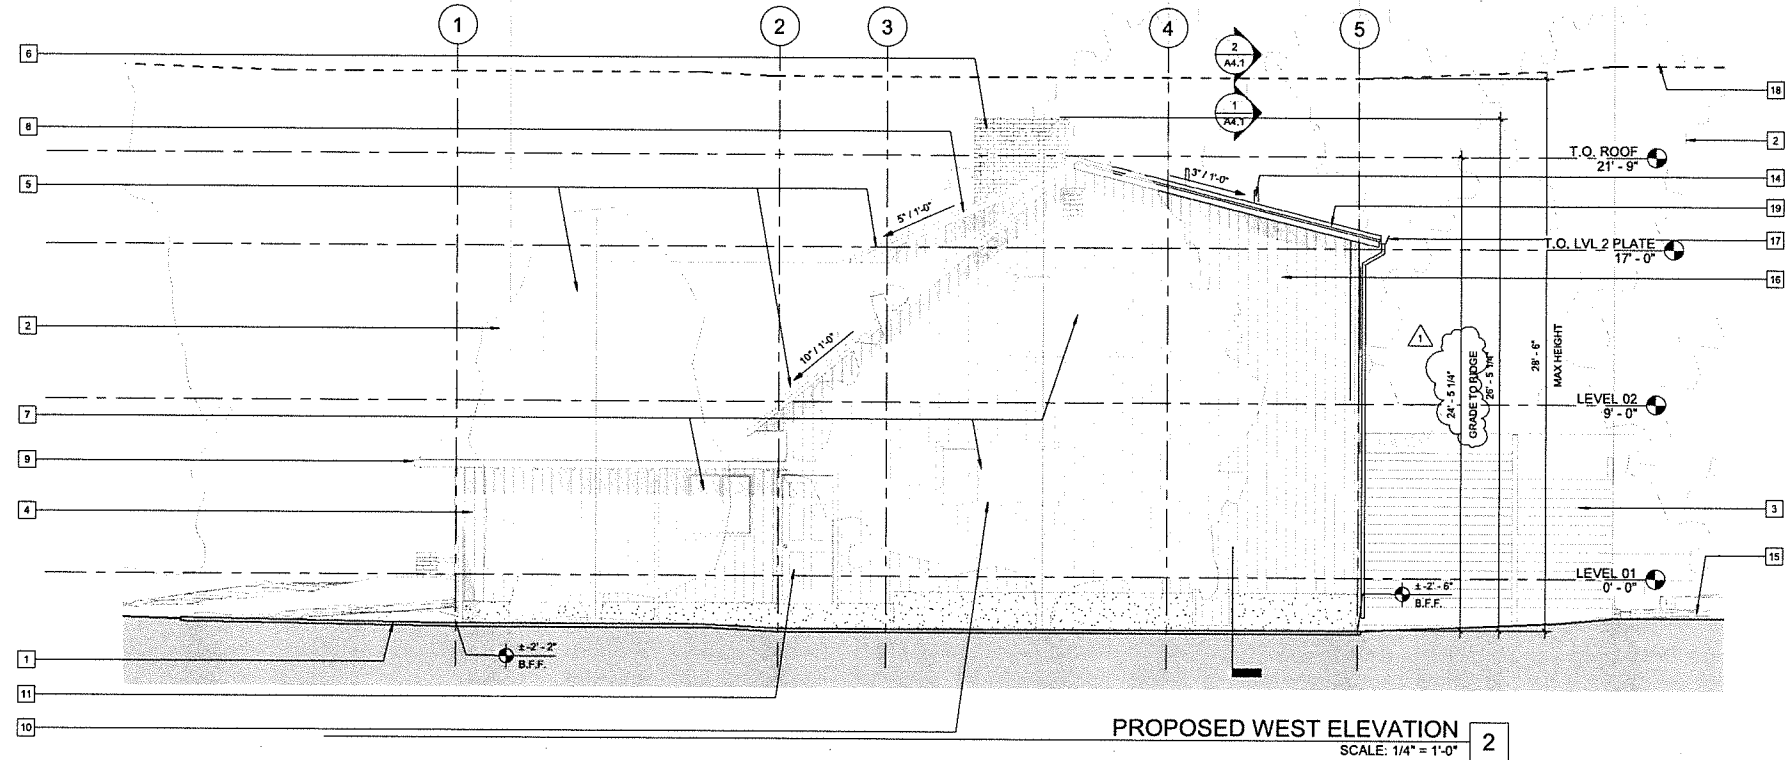 1
2
3
4
5
2
A4.1
1
A4.1
6
8
5
2
7
9
4
1
11
10
18
2
14
19
17
16
3
15
T.O. ROOF
21' - 9"
T.O. LVL 2 PLATE
17' - 0"
LEVEL 02
9' - 0"
LEVEL 01
0' - 0"
5" / 1'-0"
10" / 1'-0"
3" / 1'-0"
1
24' - 5 1/4"
GRADE TO RIDGE
26' - 5 1/4"
28' - 6"
MAX HEIGHT
±-2' - 6"
B.F.F.
±-2' - 2"
B.F.F.
PROPOSED WEST ELEVATION
SCALE: 1/4" = 1'-0"
2